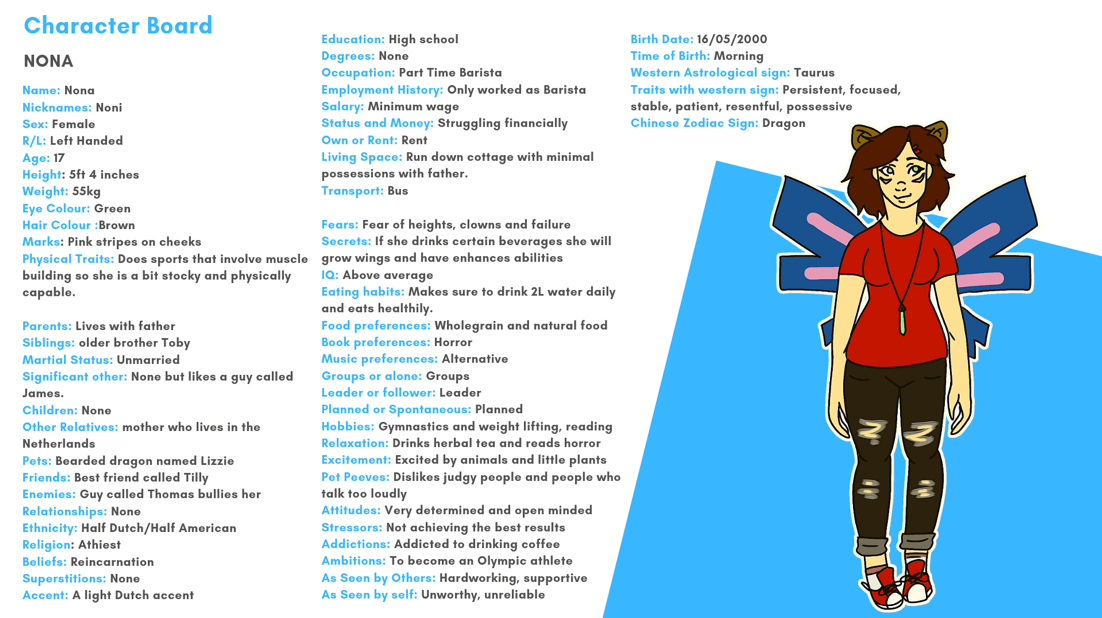 Character Board
NONA
Name: Nona
Nicknames: Noni
Sex: Female
R/L: Left Handed
Age: 17
Height: 5ft 4 inches
Weight: 55kg
Eye Colour: Green
Hair Colour :Brown
Marks: Pink stripes on cheeks
Physical Traits: Does sports that involve muscle
building so she is a bit stocky and physically
capable.
Parents: Lives with father
Siblings: older brother Toby
Martial Status: Unmarried
Significant other: None but likes a guy called
James.
Children: None
Other Relatives: mother who lives in the
Netherlands
Pets: Bearded dragon named Lizzie
Friends: Best friend called Tilly
Enemies: Guy called Thomas bullies her
Relationships: None
Ethnicity: Half Dutch/Half American
Religion: Athiest
Beliefs: Reincarnation
Superstitions: None
Accent: A light Dutch accent
Education: High school
Degrees: None
Occupation: Part Time Barista
Employment History: Only worked as Barista
Salary: Minimum wage
Status and Money: Struggling financially
Own or Rent: Rent
Living Space: Run down cottage with minimal
possessions with father.
Transport: Bus
Fears: Fear of heights, clowns and failure
Secrets: If she drinks certain beverages she will
grow wings and have enhances abilities
IQ: Above average
Eating habits: Makes sure to drink 2L water daily
and eats healthily.
Food preferences: Wholegrain and natural food
Book preferences: Horror
Music preferences: Alternative
Groups or alone: Groups
Leader or follower: Leader
Planned or Spontaneous: Planned
Hobbies: Gymnastics and weight lifting, reading
Relaxation: Drinks herbal tea and reads horror
Excitement: Excited by animals and little plants
Pet Peeves: Dislikes judgy people and people who
talk too loudly
Attitudes: Very determined and open minded
Stressors: Not achieving the best results
Addictions: Addicted to drinking coffee
Ambitions: To become an Olympic athlete
As Seen by Others: Hardworking, supportive
As Seen by self: Unworthy, unreliable
Birth Date: 16/05/2000
Time of Birth: Morning
Western Astrological sign: Taurus
Traits with western sign: Persistent, focused,
stable, patient, resentful, possessive
Chinese Zodiac Sign: Dragon